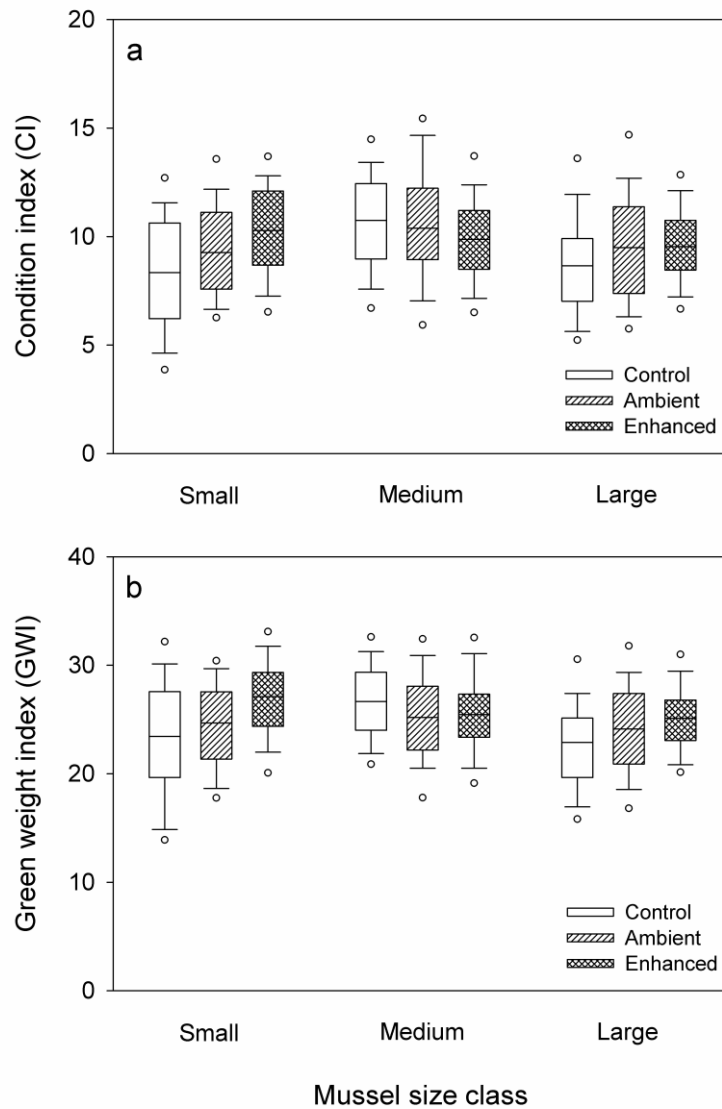 20
a
15
10
5
0
Condition index (CI)
Control
Ambient
Enhanced
Small Medium Large
40
b
30
20
10
0
Green weight index (GWI)
Control
Ambient
Enhanced
Small Medium Large
Mussel size class